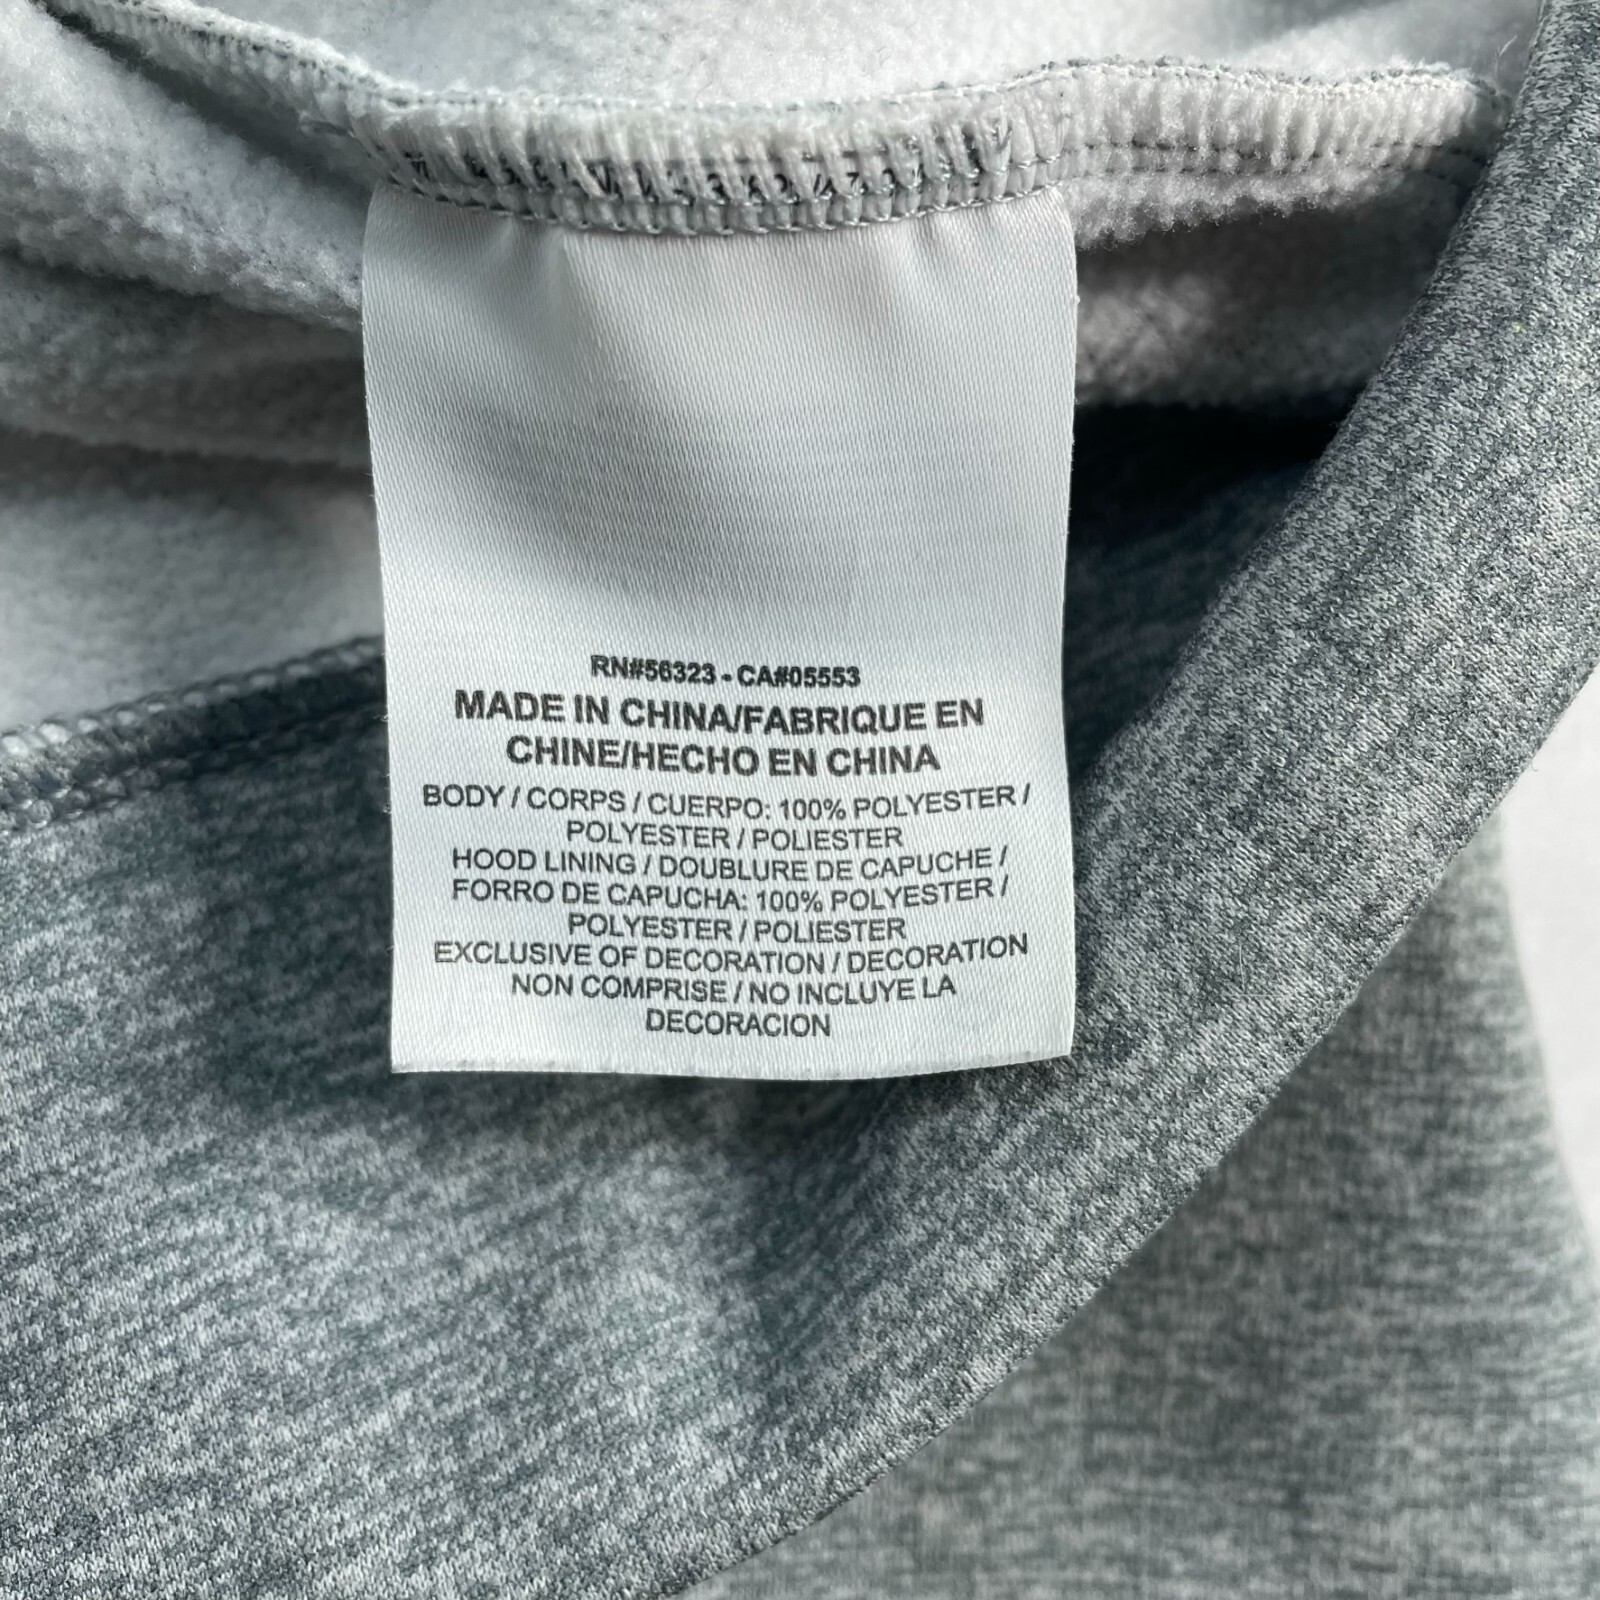 RN#56323 - CA#05553
MADE IN CHINA/FABRIQUE EN
CHINE/HECHO EN CHINA
BODY / CORPS / CUERPO: 100% POLYESTER /
POLYESTER / POLIESTER
HOOD LINING / DOUBLURE DE CAPUCHE /
FORRO DE CAPUCHA: 100% POLYESTER /
POLYESTER / POLIESTER
EXCLUSIVE OF DECORATION / DECORATION
NON COMPRISE / NO INCLUYE LA
DECORACION